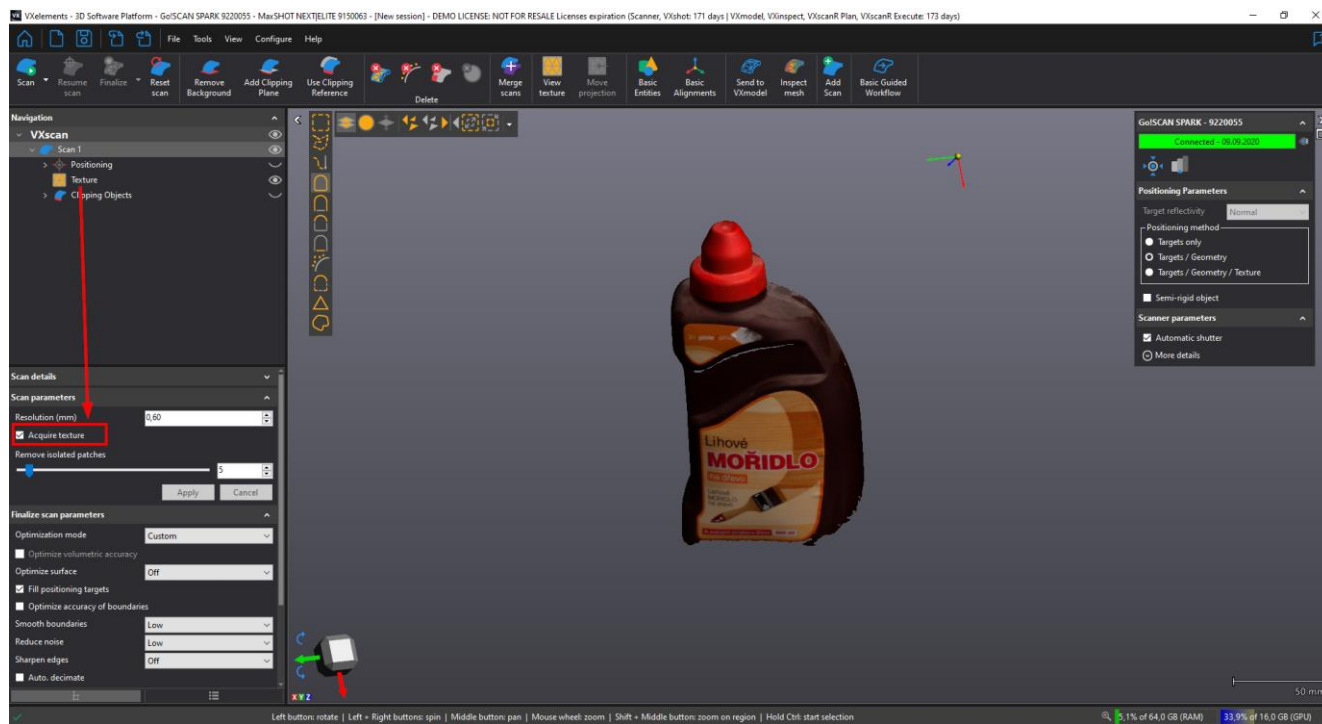 VXelements - 3D Software Platform - Go!SCAN SPARK 9220055 - MaxSHOT NEXT|ELITE 9150063 - [New session] - DEMO LICENSE: NOT FOR RESALE Licenses expiration (Scanner, VXshot: 171 days | VXmodel, VXinspect, VXscanR Plan, VXscanR Execute: 173 days)
File Tools View Configure Help
Scan
Resume scan
Finalize
Reset scan
Remove Background
Add Clipping Plane
Use Clipping Reference
Delete
Merge scans
View texture
Move projection
Basic Entities
Basic Alignments
Send to VXmodel
Inspect mesh
Add Scan
Basic Guided Workflow
Navigation
VXscan
Scan 1
Positioning
Texture
Clipping Objects
Scan details
Scan parameters
Resolution (mm) 0,60
Acquire texture
Remove isolated patches
5
Apply Cancel
Finalize scan parameters
Optimization mode Custom
Optimize volumetric accuracy
Optimize surface Off
Fill positioning targets
Optimize accuracy of boundaries
Smooth boundaries Low
Reduce noise Low
Sharpen edges Off
Auto. decimate
Lihové
MOŘIDLO
na dřevo
Lihové
MORIDLO
X Y Z
Go!SCAN SPARK - 9220055
Connected - 09.09.2020
Positioning Parameters
Target reflectivity Normal
Positioning method
Targets only
Targets / Geometry
Targets / Geometry / Texture
Semi-rigid object
Scanner parameters
Automatic shutter
More details
50 mm
Left button: rotate | Left + Right buttons: spin | Middle button: pan | Mouse wheel: zoom | Shift + Middle button: zoom on region | Hold Ctrl: start selection
5,1% of 64,0 GB (RAM) 33,9% of 16,0 GB (GPU)